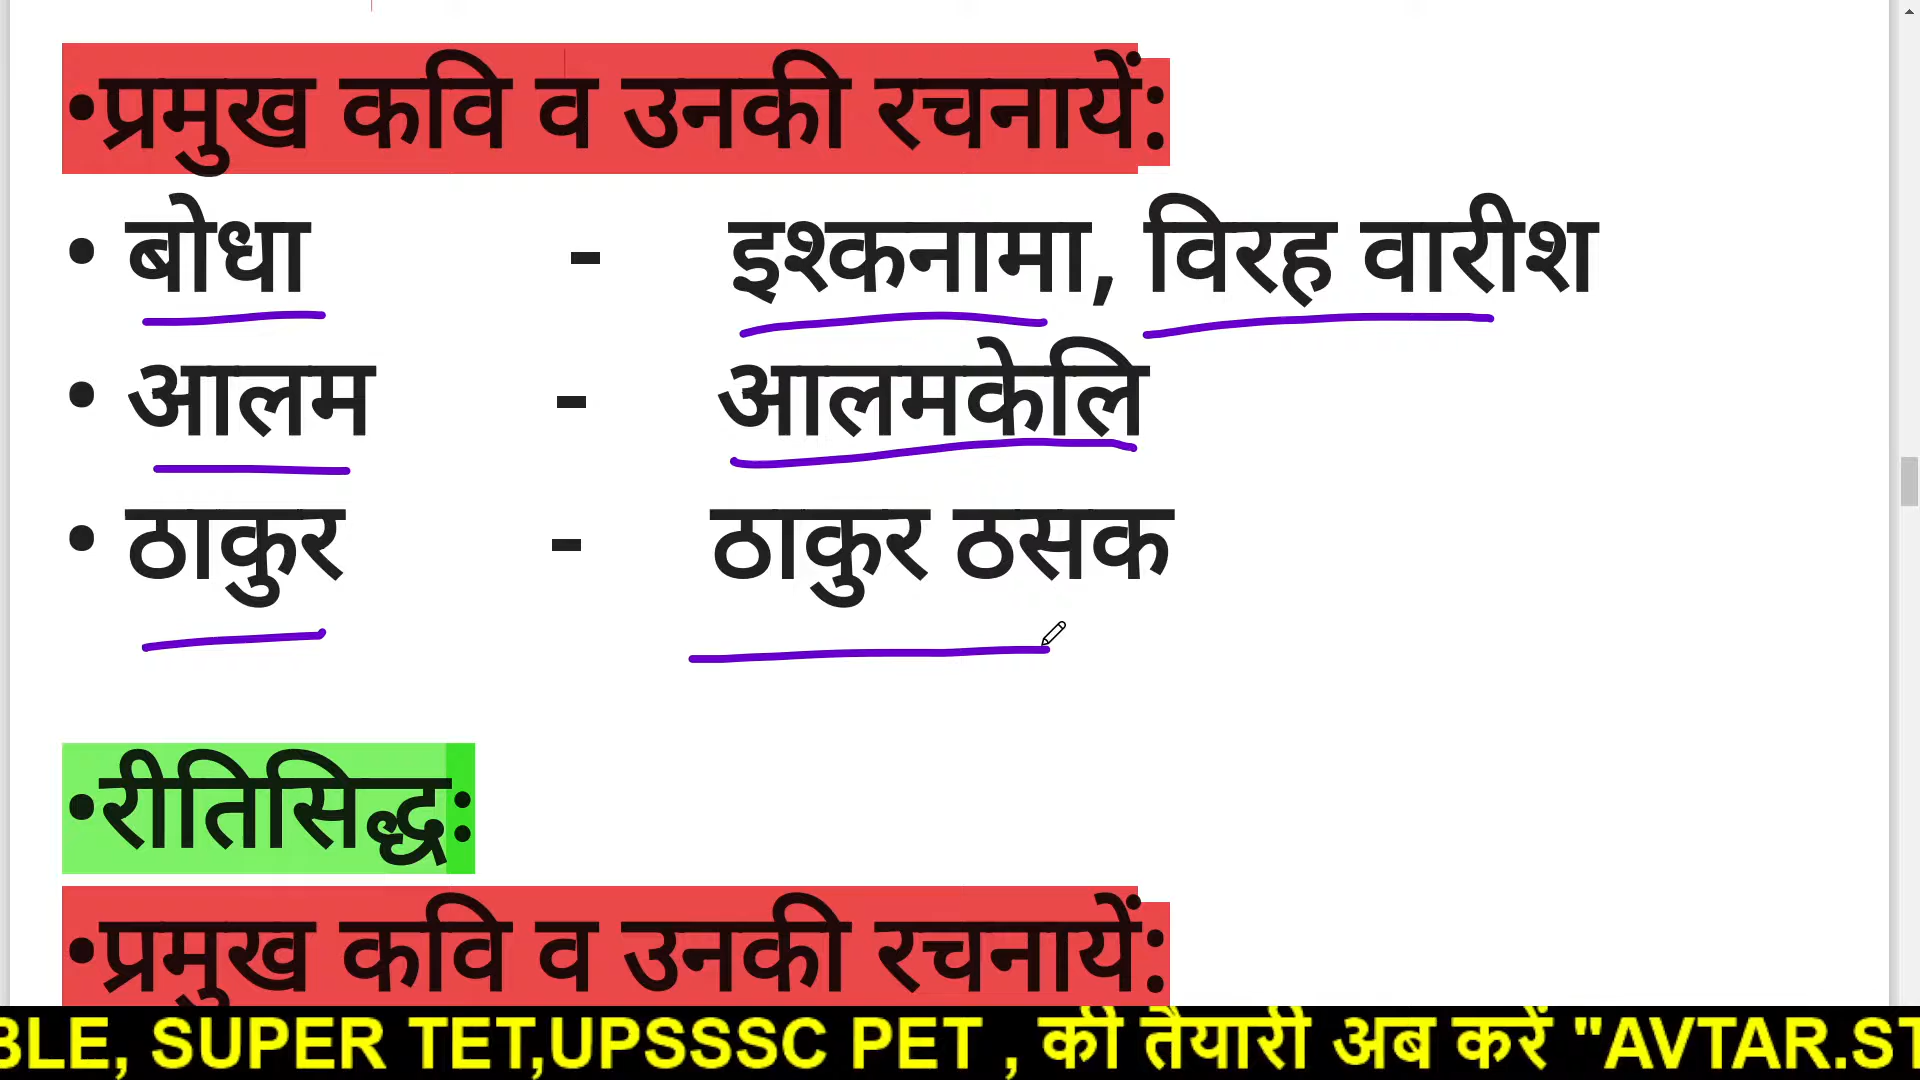 •प्रमुख कवि व उनकी रचनायें:
• बोधा - इश्कनामा, विरह वारीश
• आलम - आलमकेलि
• ठाकुर - ठाकुर ठसक
•रीतिसिद्ध:
•प्रमुख कवि व उनकी रचनायें:
BLE, SUPER TET,UPSSSC PET , की तैयारी अब करें "AVTAR.ST